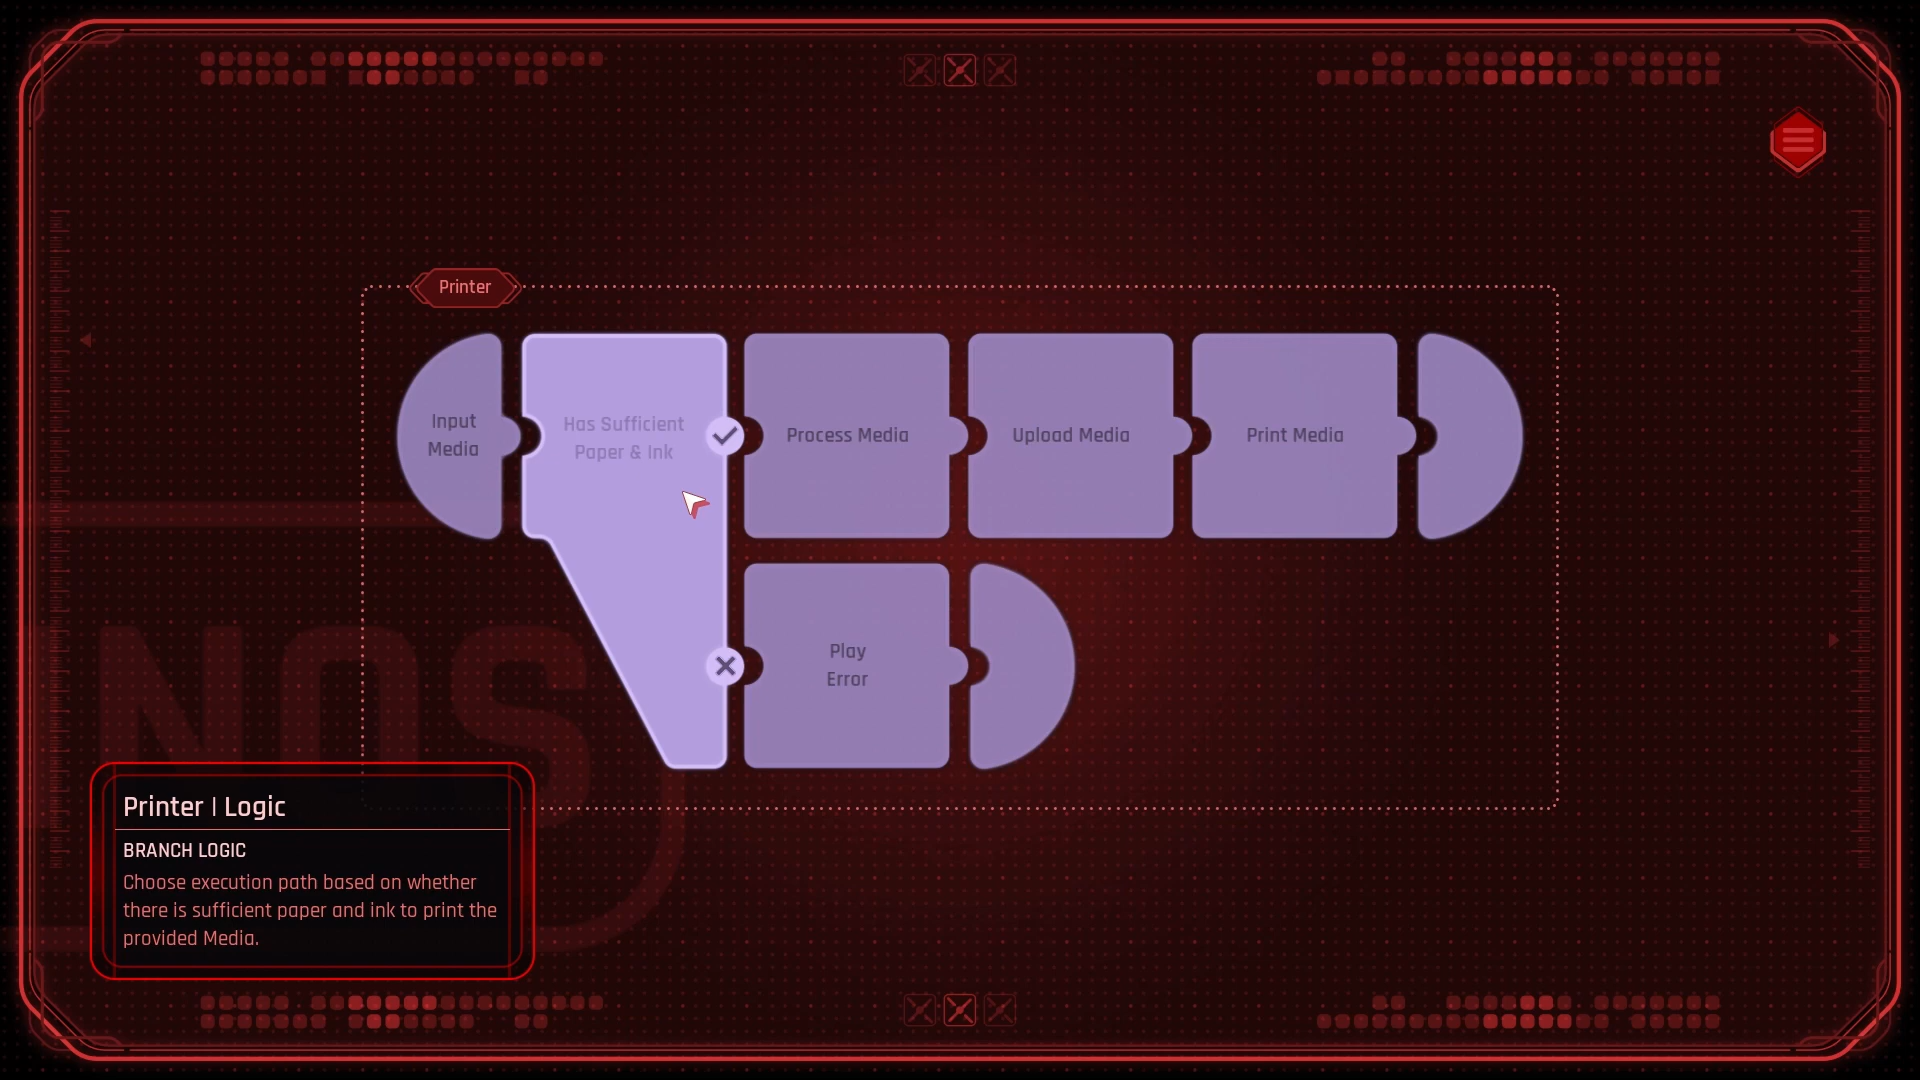 Printer
Input
Media
Has Sufficient
Paper & Ink
Process Media
Upload Media
Print Media
Play
Error
NOS
Printer | Logic
BRANCH LOGIC
Choose execution path based on whether
there is sufficient paper and ink to print the
provided Media.